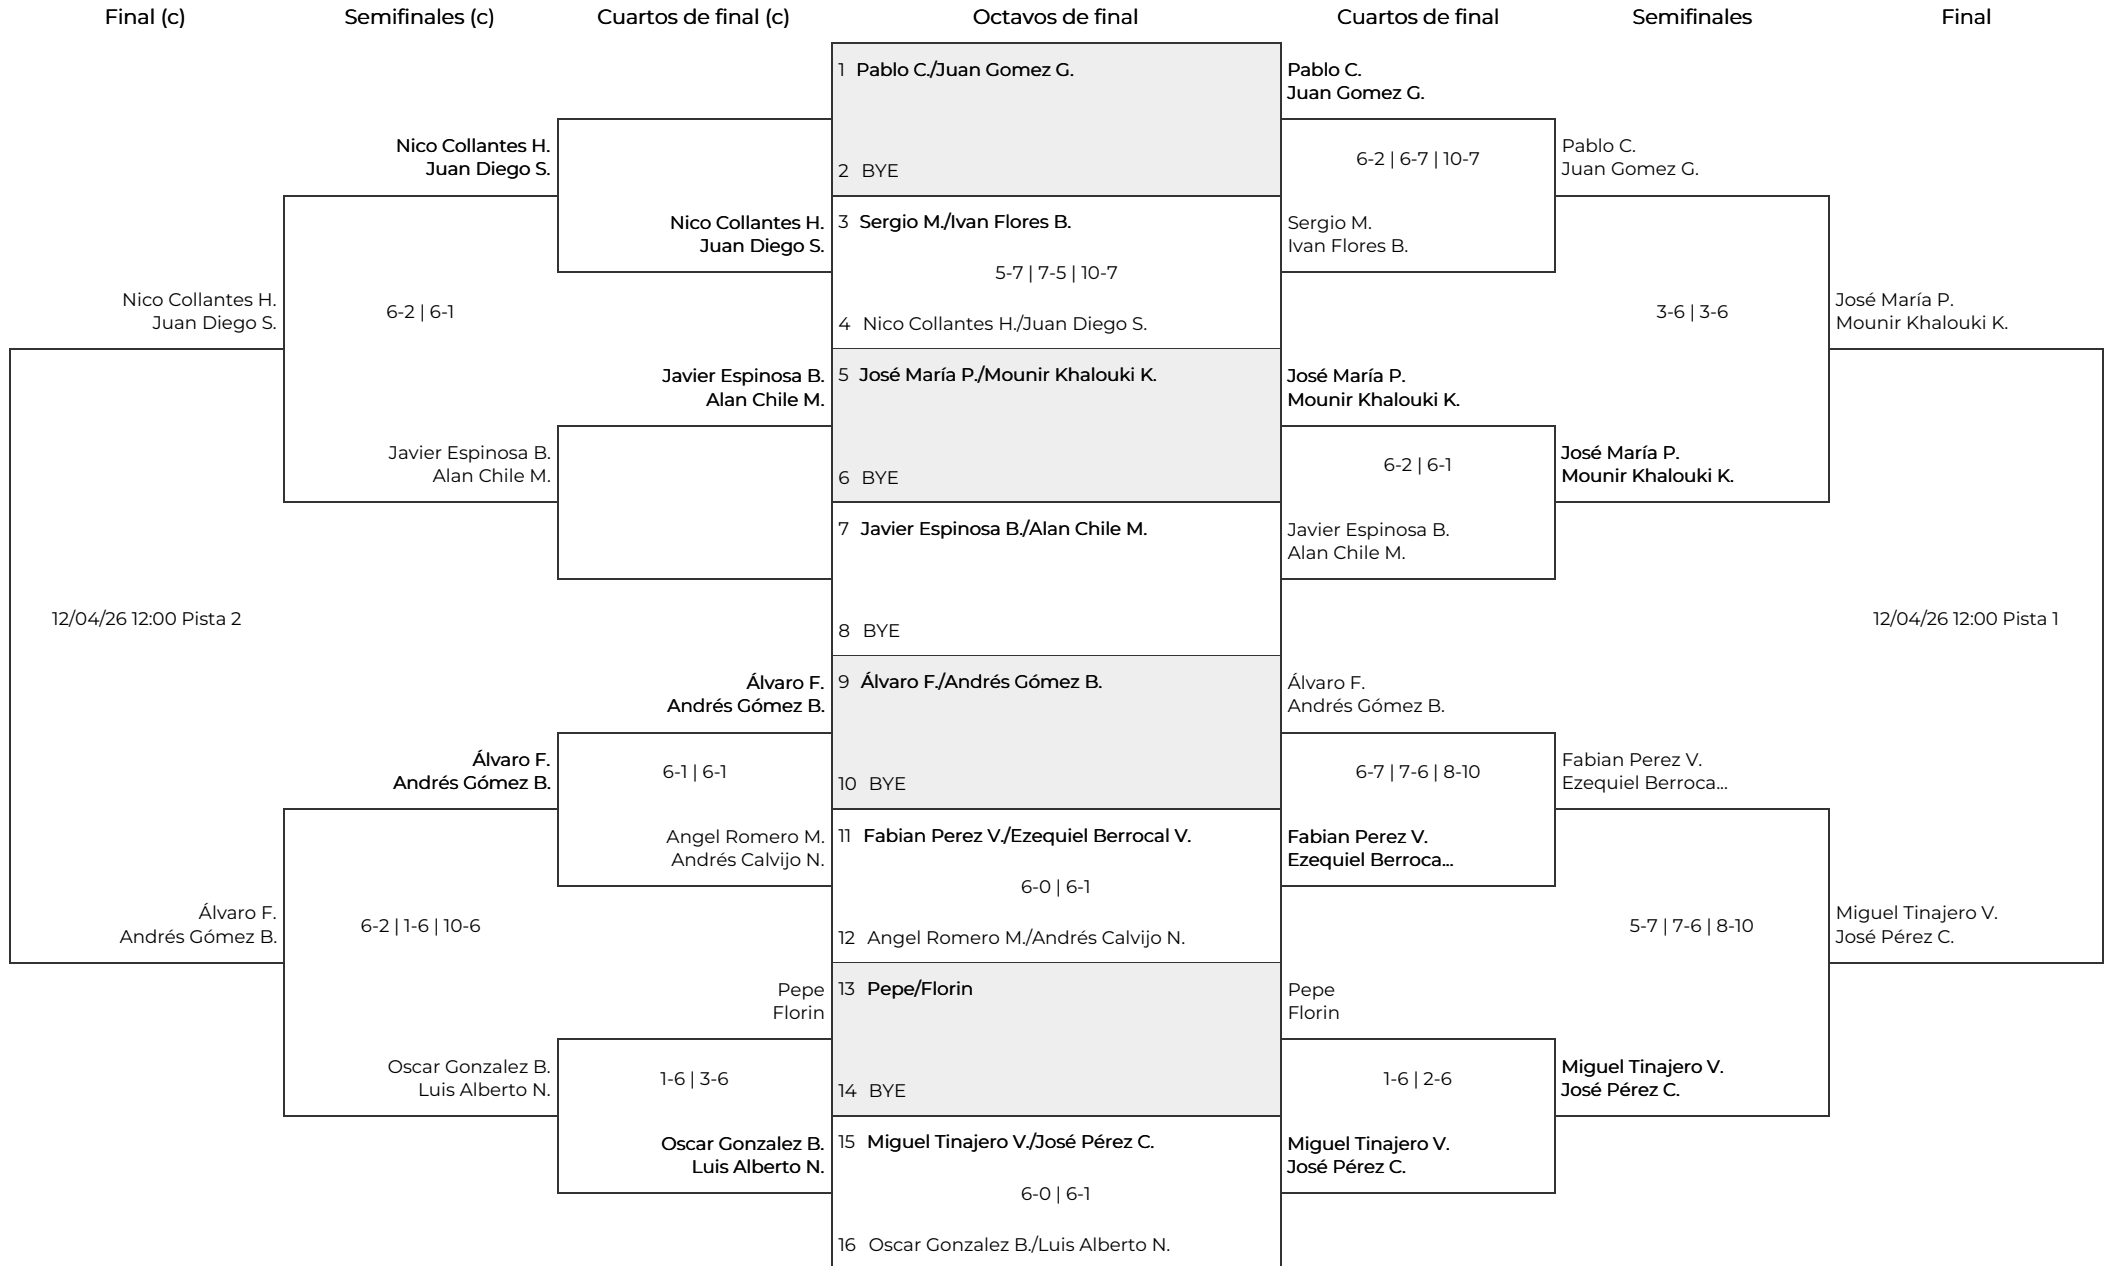 Final (c)
Semifinales (c)
Cuartos de final (c)
Octavos de final
Cuartos de final
Semifinales
Final
Nico Collantes H.
Juan Diego S.
12/04/26 12:00 Pista 2
Álvaro F.
Andrés Gómez B.
Nico Collantes H.
Juan Diego S.
6-2 | 6-1
Javier Espinosa B.
Alan Chile M.
Álvaro F.
Andrés Gómez B.
6-2 | 1-6 | 10-6
Oscar Gonzalez B.
Luis Alberto N.
Nico Collantes H.
Juan Diego S.
Javier Espinosa B.
Alan Chile M.
Álvaro F.
Andrés Gómez B.
6-1 | 6-1
Angel Romero M.
Andrés Calvijo N.
Pepe
Florin
1-6 | 3-6
Oscar Gonzalez B.
Luis Alberto N.
1 Pablo C./Juan Gomez G.
2 BYE
3 Sergio M./Ivan Flores B.
5-7 | 7-5 | 10-7
4 Nico Collantes H./Juan Diego S.
5 José María P./Mounir Khalouki K.
6 BYE
7 Javier Espinosa B./Alan Chile M.
8 BYE
9 Álvaro F./Andrés Gómez B.
10 BYE
11 Fabian Perez V./Ezequiel Berrocal V.
6-0 | 6-1
12 Angel Romero M./Andrés Calvijo N.
13 Pepe/Florin
14 BYE
15 Miguel Tinajero V./José Pérez C.
6-0 | 6-1
16 Oscar Gonzalez B./Luis Alberto N.
Pablo C.
Juan Gomez G.
6-2 | 6-7 | 10-7
Sergio M.
Ivan Flores B.
José María P.
Mounir Khalouki K.
6-2 | 6-1
Javier Espinosa B.
Alan Chile M.
Álvaro F.
Andrés Gómez B.
6-7 | 7-6 | 8-10
Fabian Perez V.
Ezequiel Berroca...
Pepe
Florin
1-6 | 2-6
Miguel Tinajero V.
José Pérez C.
Pablo C.
Juan Gomez G.
3-6 | 3-6
José María P.
Mounir Khalouki K.
Fabian Perez V.
Ezequiel Berroca...
5-7 | 7-6 | 8-10
Miguel Tinajero V.
José Pérez C.
José María P.
Mounir Khalouki K.
12/04/26 12:00 Pista 1
Miguel Tinajero V.
José Pérez C.